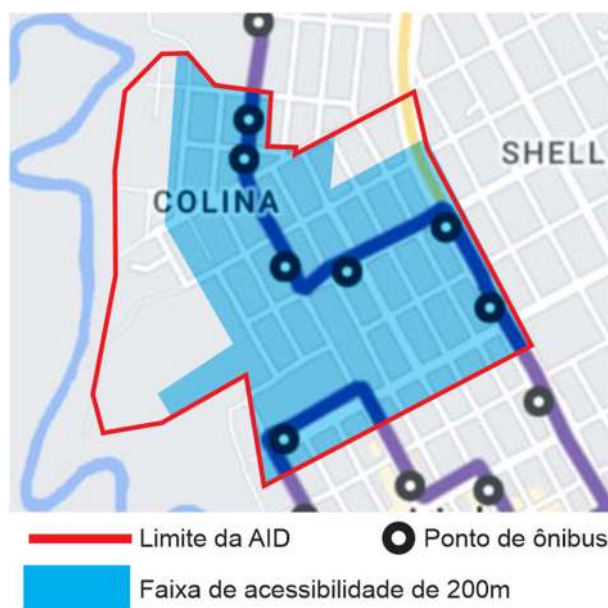 SHELL
COLINA
Limite da AID
Ponto de ônibus
Faixa de acessibilidade de 200m